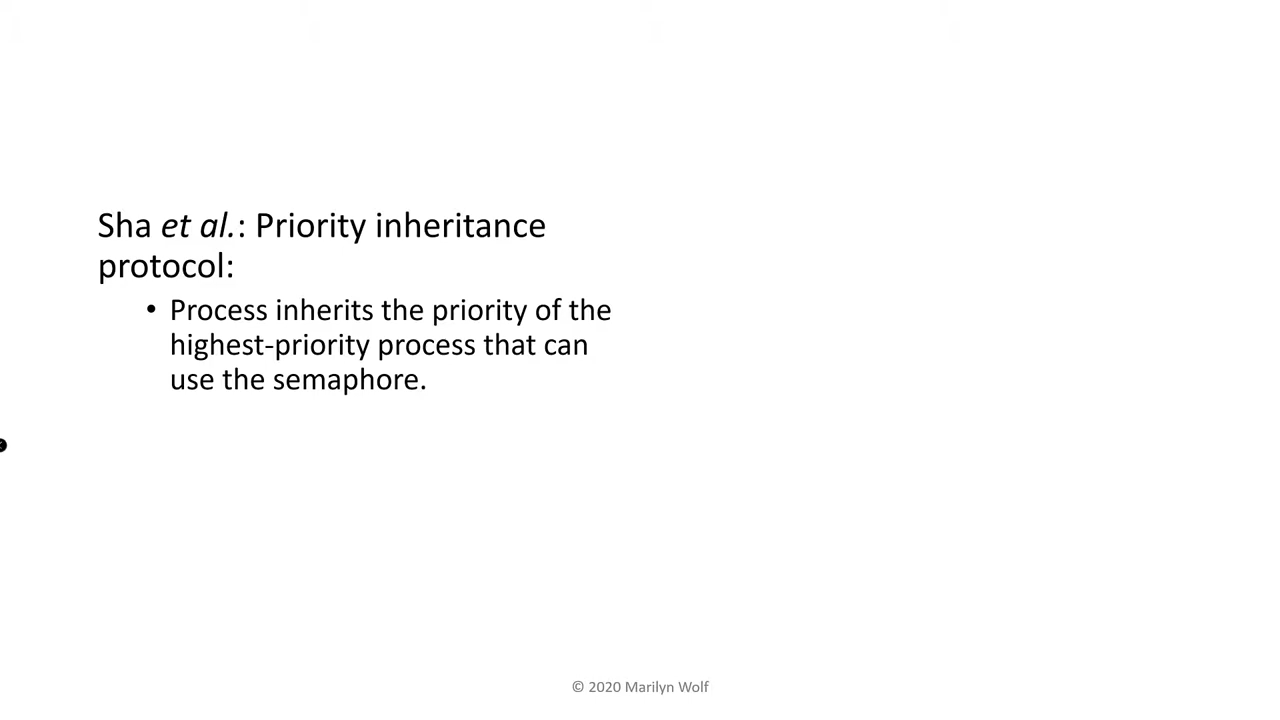 Sha et al.: Priority inheritance
protocol:
• Process inherits the priority of the
highest-priority process that can
use the semaphore.
© 2020 Marilyn Wolf